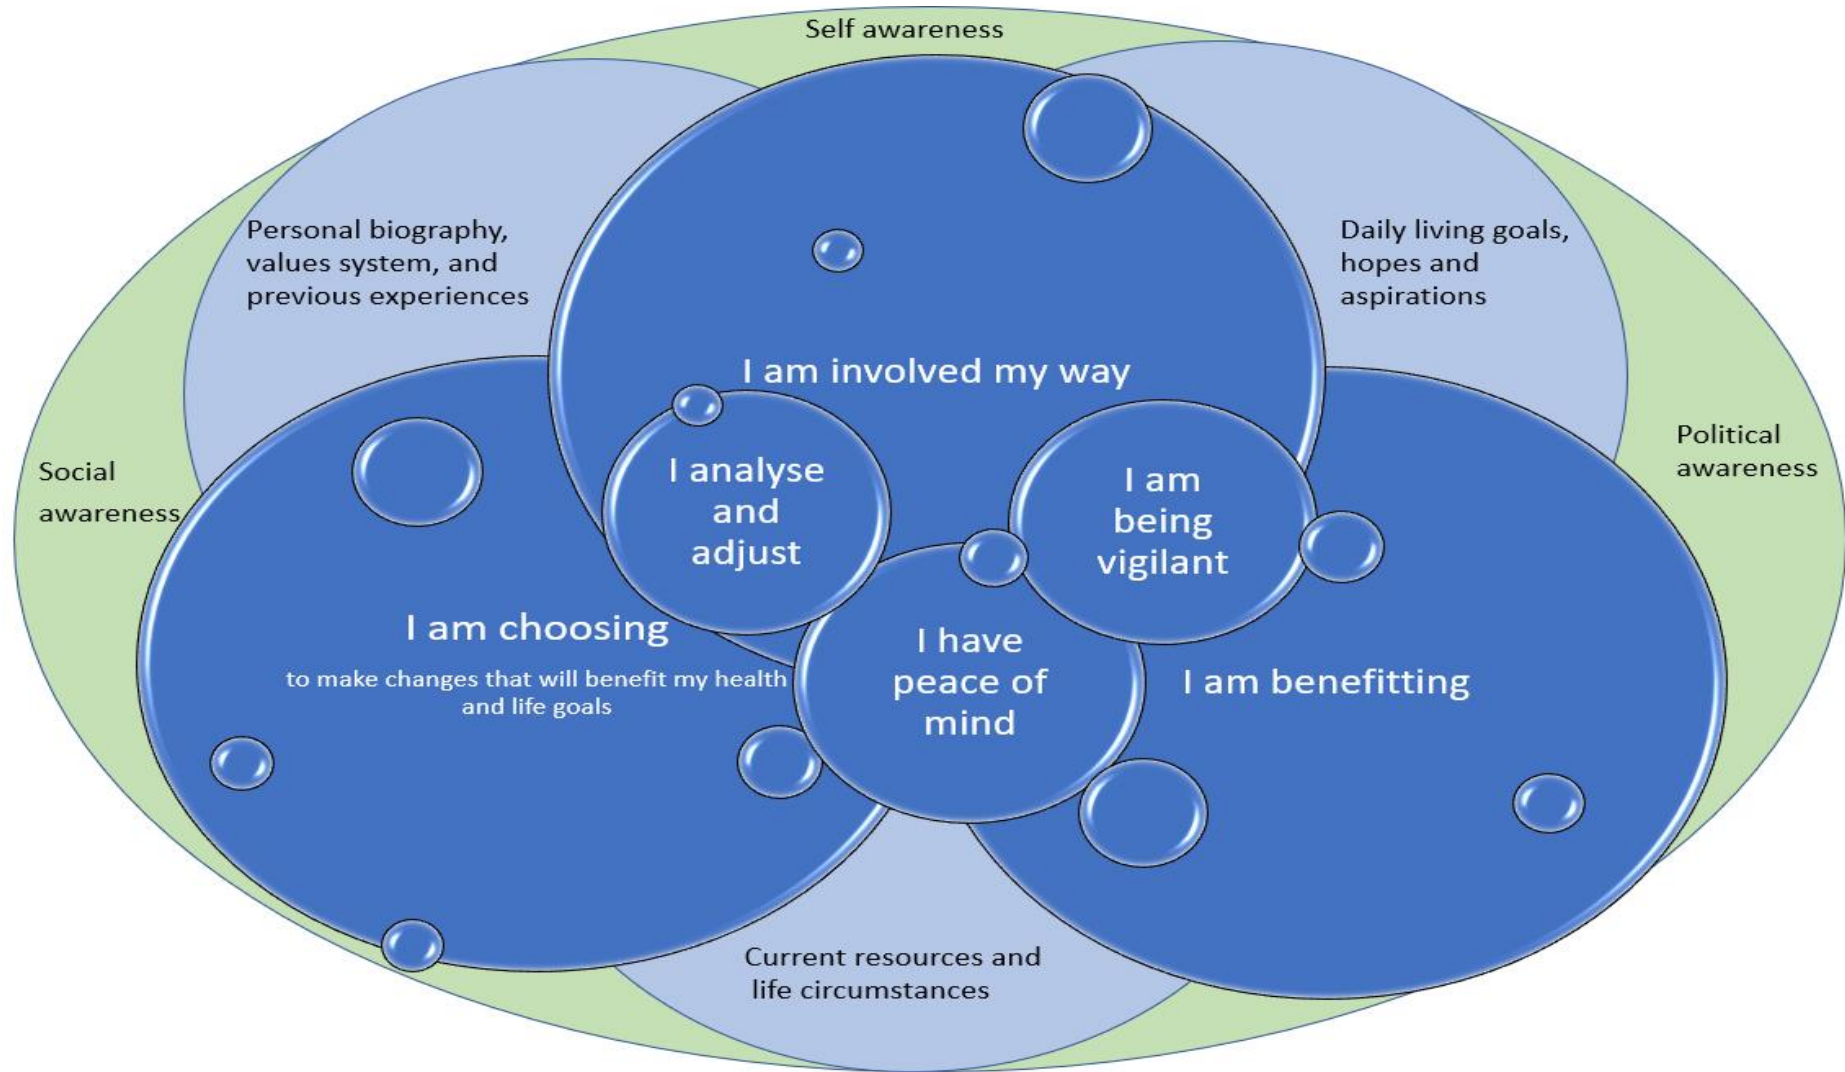 Self awareness
Personal biography,
values system, and
previous experiences
Daily living goals,
hopes and
aspirations
I am involved my way
Social
awareness
Political
awareness
I analyse
and
adjust
I am
being
vigilant
I am choosing
to make changes that will benefit my health
and life goals
I have
peace of
mind
I am benefitting
Current resources and
life circumstances